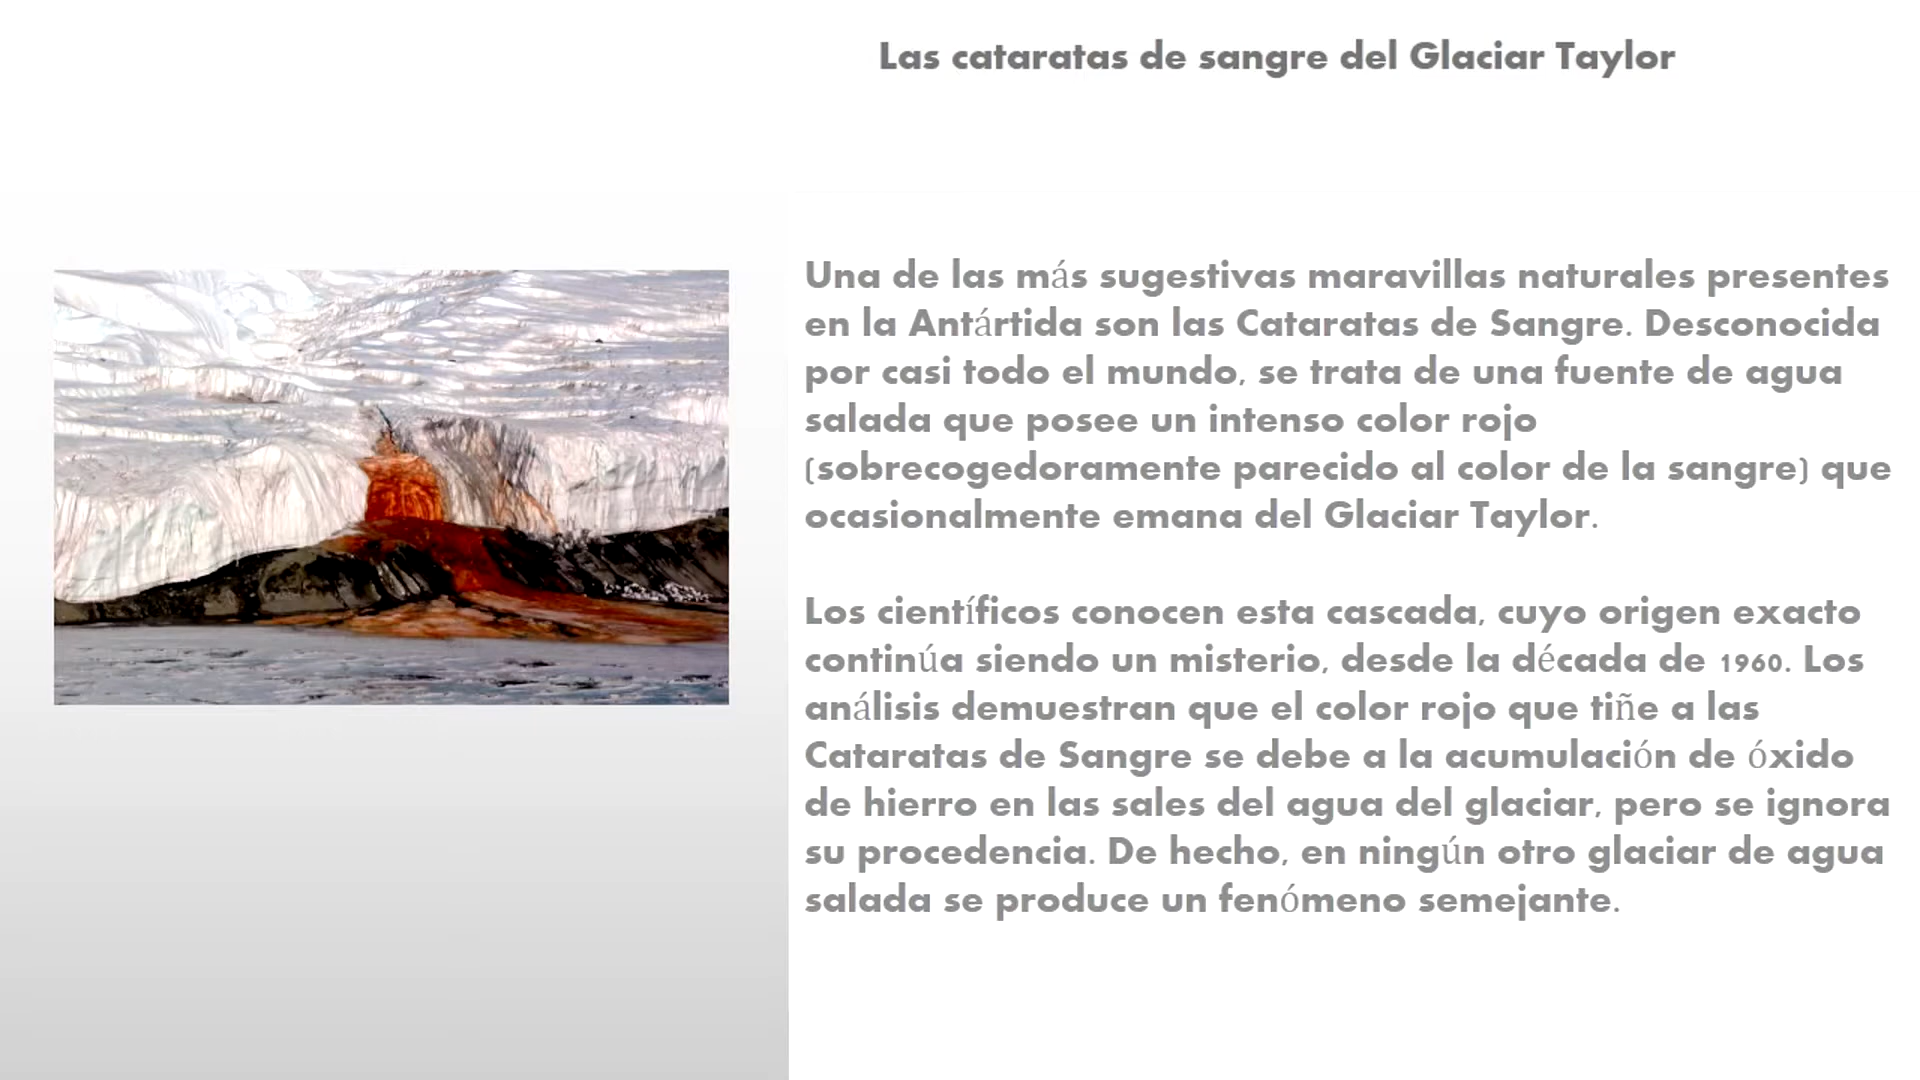 Las cataratas de sangre del Glaciar Taylor
Una de las más sugestivas maravillas naturales presentes
en la Antártida son las Cataratas de Sangre. Desconocida
por casi todo el mundo, se trata de una fuente de agua
salada que posee un intenso color rojo
(sobrecogedoramente parecido al color de la sangre) que
ocasionalmente emana del Glaciar Taylor.
Los científicos conocen esta cascada, cuyo origen exacto
continúa siendo un misterio, desde la década de 1960. Los
análisis demuestran que el color rojo que tiñe a las
Cataratas de Sangre se debe a la acumulación de óxido
de hierro en las sales del agua del glaciar, pero se ignora
su procedencia. De hecho, en ningún otro glaciar de agua
salada se produce un fenómeno semejante.